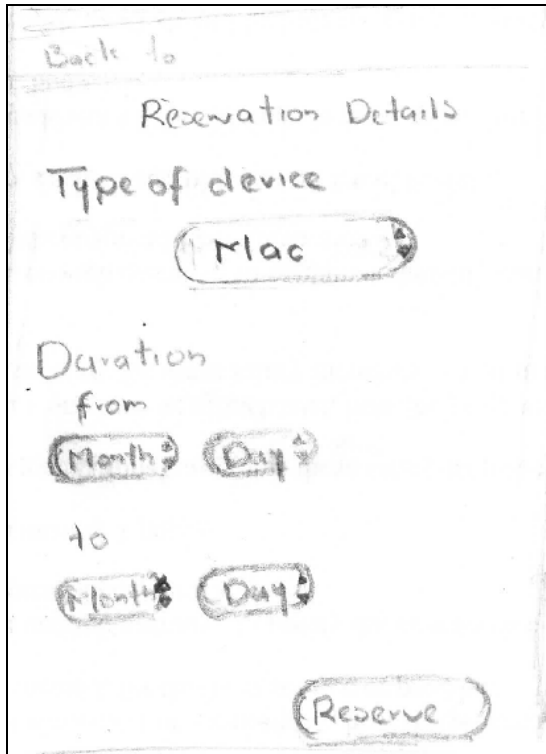 Back to
Reservation Details
Type of device
Mac
Duration
from
Month Day
to
Month Day
Reserve